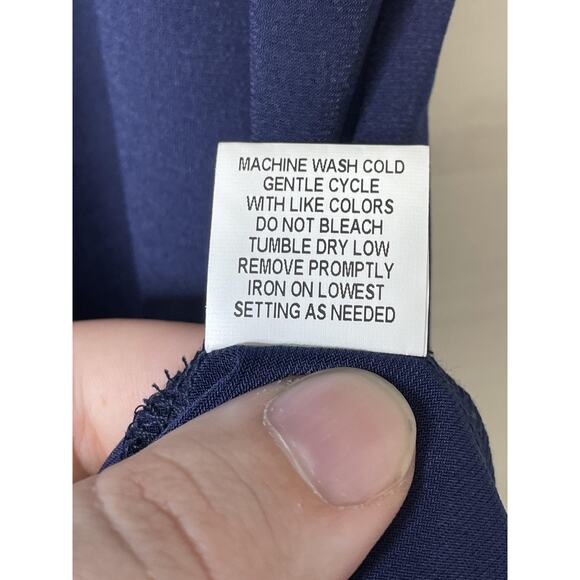 MACHINE WASH COLD
GENTLE CYCLE
WITH LIKE COLORS
DO NOT BLEACH
TUMBLE DRY LOW
REMOVE PROMPTLY
IRON ON LOWEST
SETTING AS NEEDED